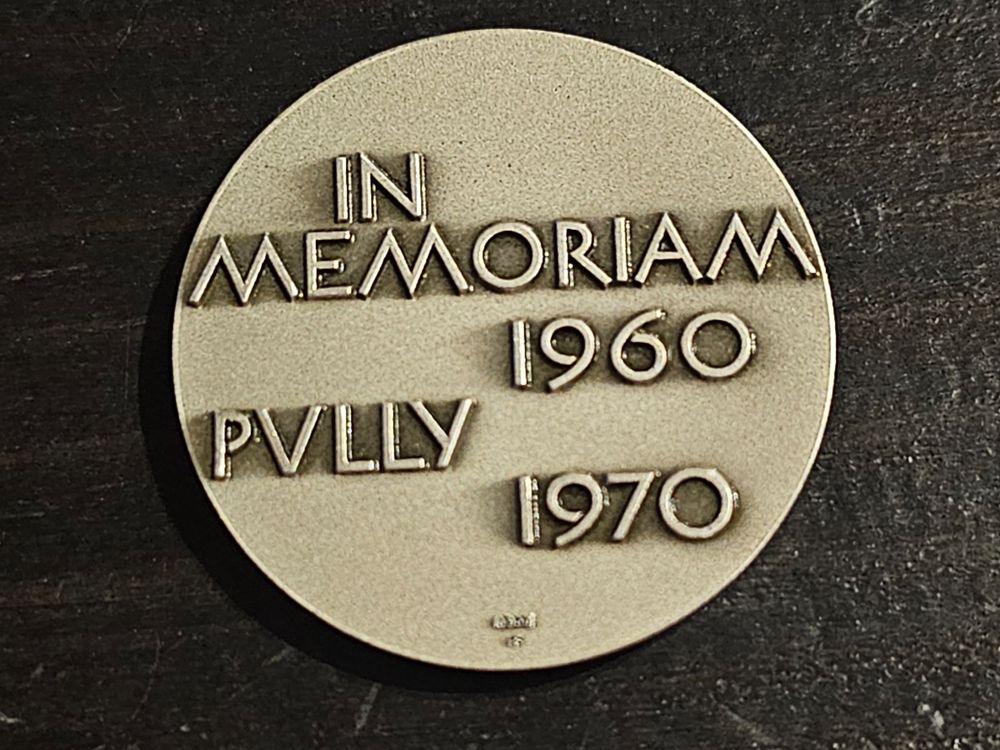 IN
MEMORIAM
1960
PVLLY
1970